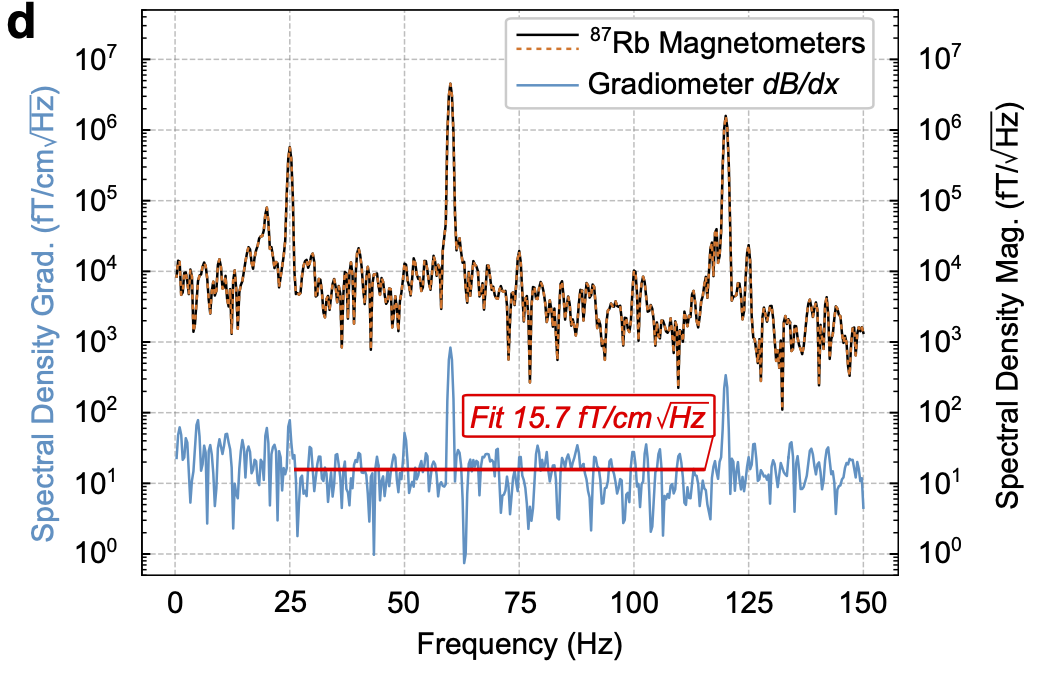 d
⁸⁷Rb Magnetometers
Gradiometer dB/dx
Fit 15.7 fT/cm√Hz
Spectral Density Grad. (fT/cm√Hz)
10⁷
10⁶
10⁵
10⁴
10³
10²
10¹
10⁰
10⁷
10⁶
10⁵
10⁴
10³
10²
10¹
10⁰
Spectral Density Mag. (fT/√Hz)
0 25 50 75 100 125 150
Frequency (Hz)